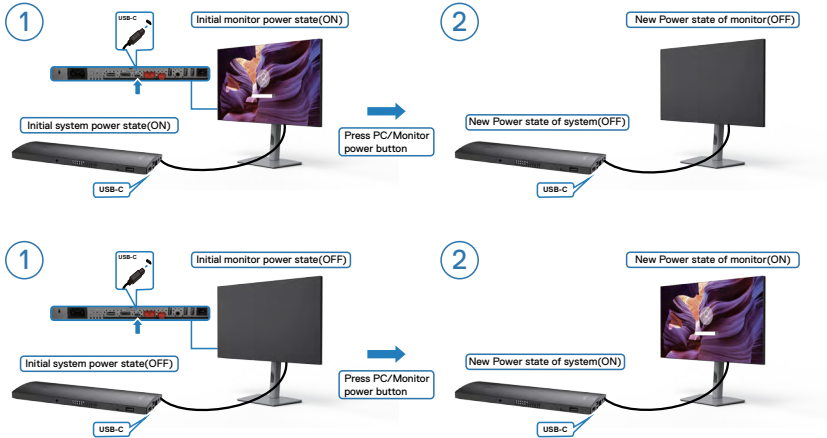 1
USB-C
Initial monitor power state(ON)
2
New Power state of monitor(OFF)
Initial system power state(ON)
Press PC/Monitor
power button
New Power state of system(OFF)
USB-C
USB-C
1
USB-C
Initial monitor power state(OFF)
2
New Power state of monitor(ON)
Initial system power state(OFF)
Press PC/Monitor
power button
New Power state of system(ON)
USB-C
USB-C